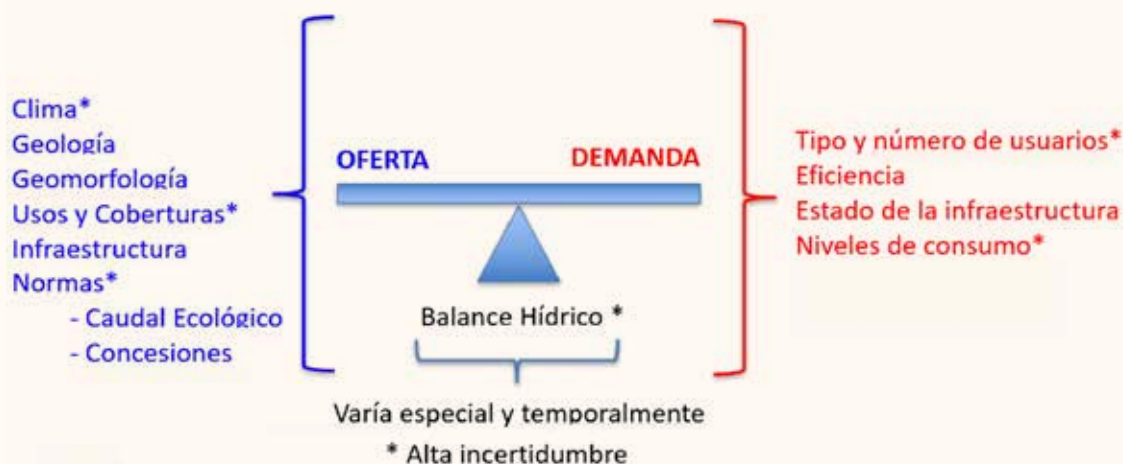 Clima*
Geología
Geomorfología
Usos y Coberturas*
Infraestructura
Normas*
- Caudal Ecológico
- Concesiones
OFERTA
DEMANDA
Balance Hídrico *
Varía especial y temporalmente
* Alta incertidumbre
Tipo y número de usuarios*
Eficiencia
Estado de la infraestructura
Niveles de consumo*